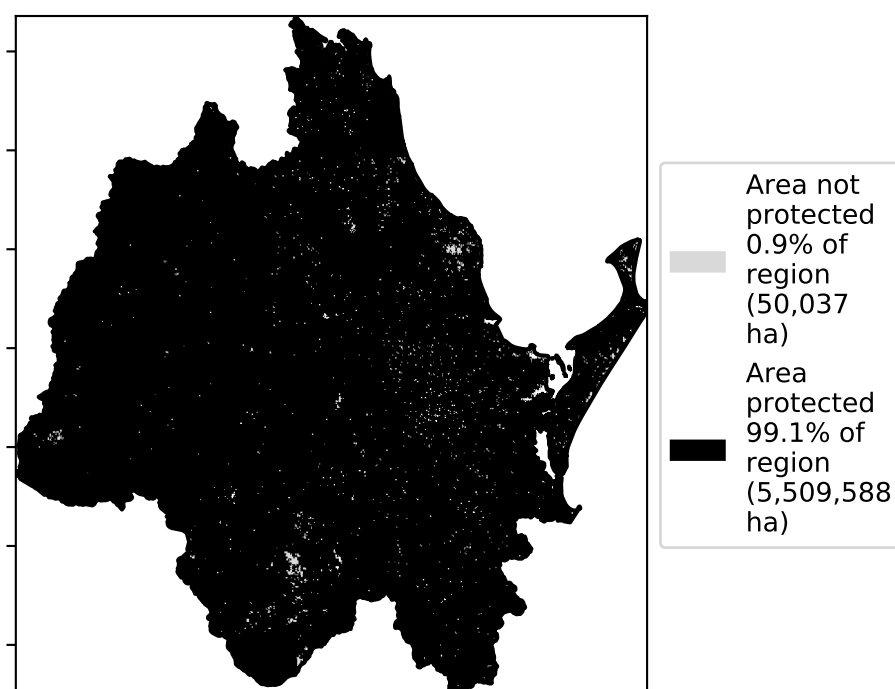 Area not
protected
0.9% of
region
(50,037
ha)
Area
protected
99.1% of
region
(5,509,588
ha)